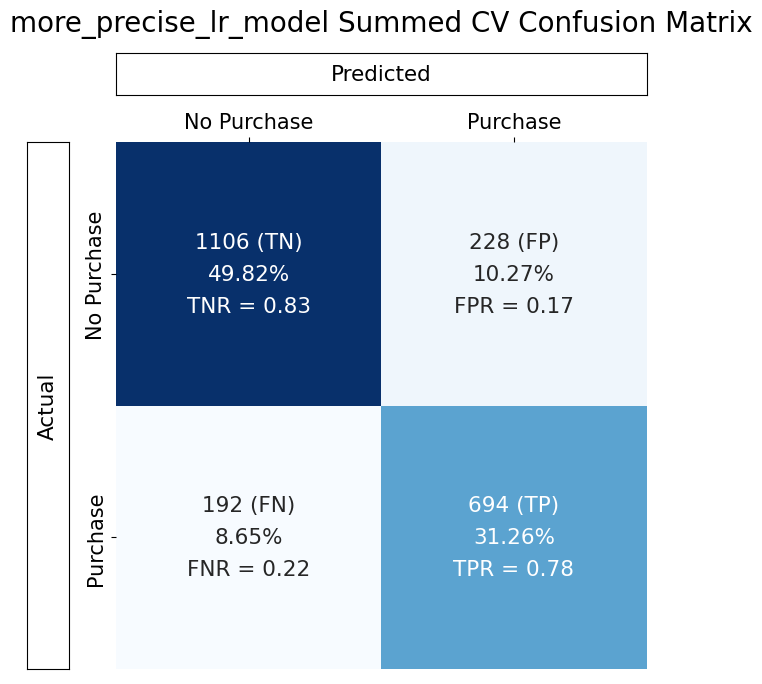 more_precise_lr_model Summed CV Confusion Matrix
Predicted
No Purchase
Purchase
Actual
No Purchase
1106 (TN)
49.82%
TNR = 0.83
228 (FP)
10.27%
FPR = 0.17
Purchase
192 (FN)
8.65%
FNR = 0.22
694 (TP)
31.26%
TPR = 0.78